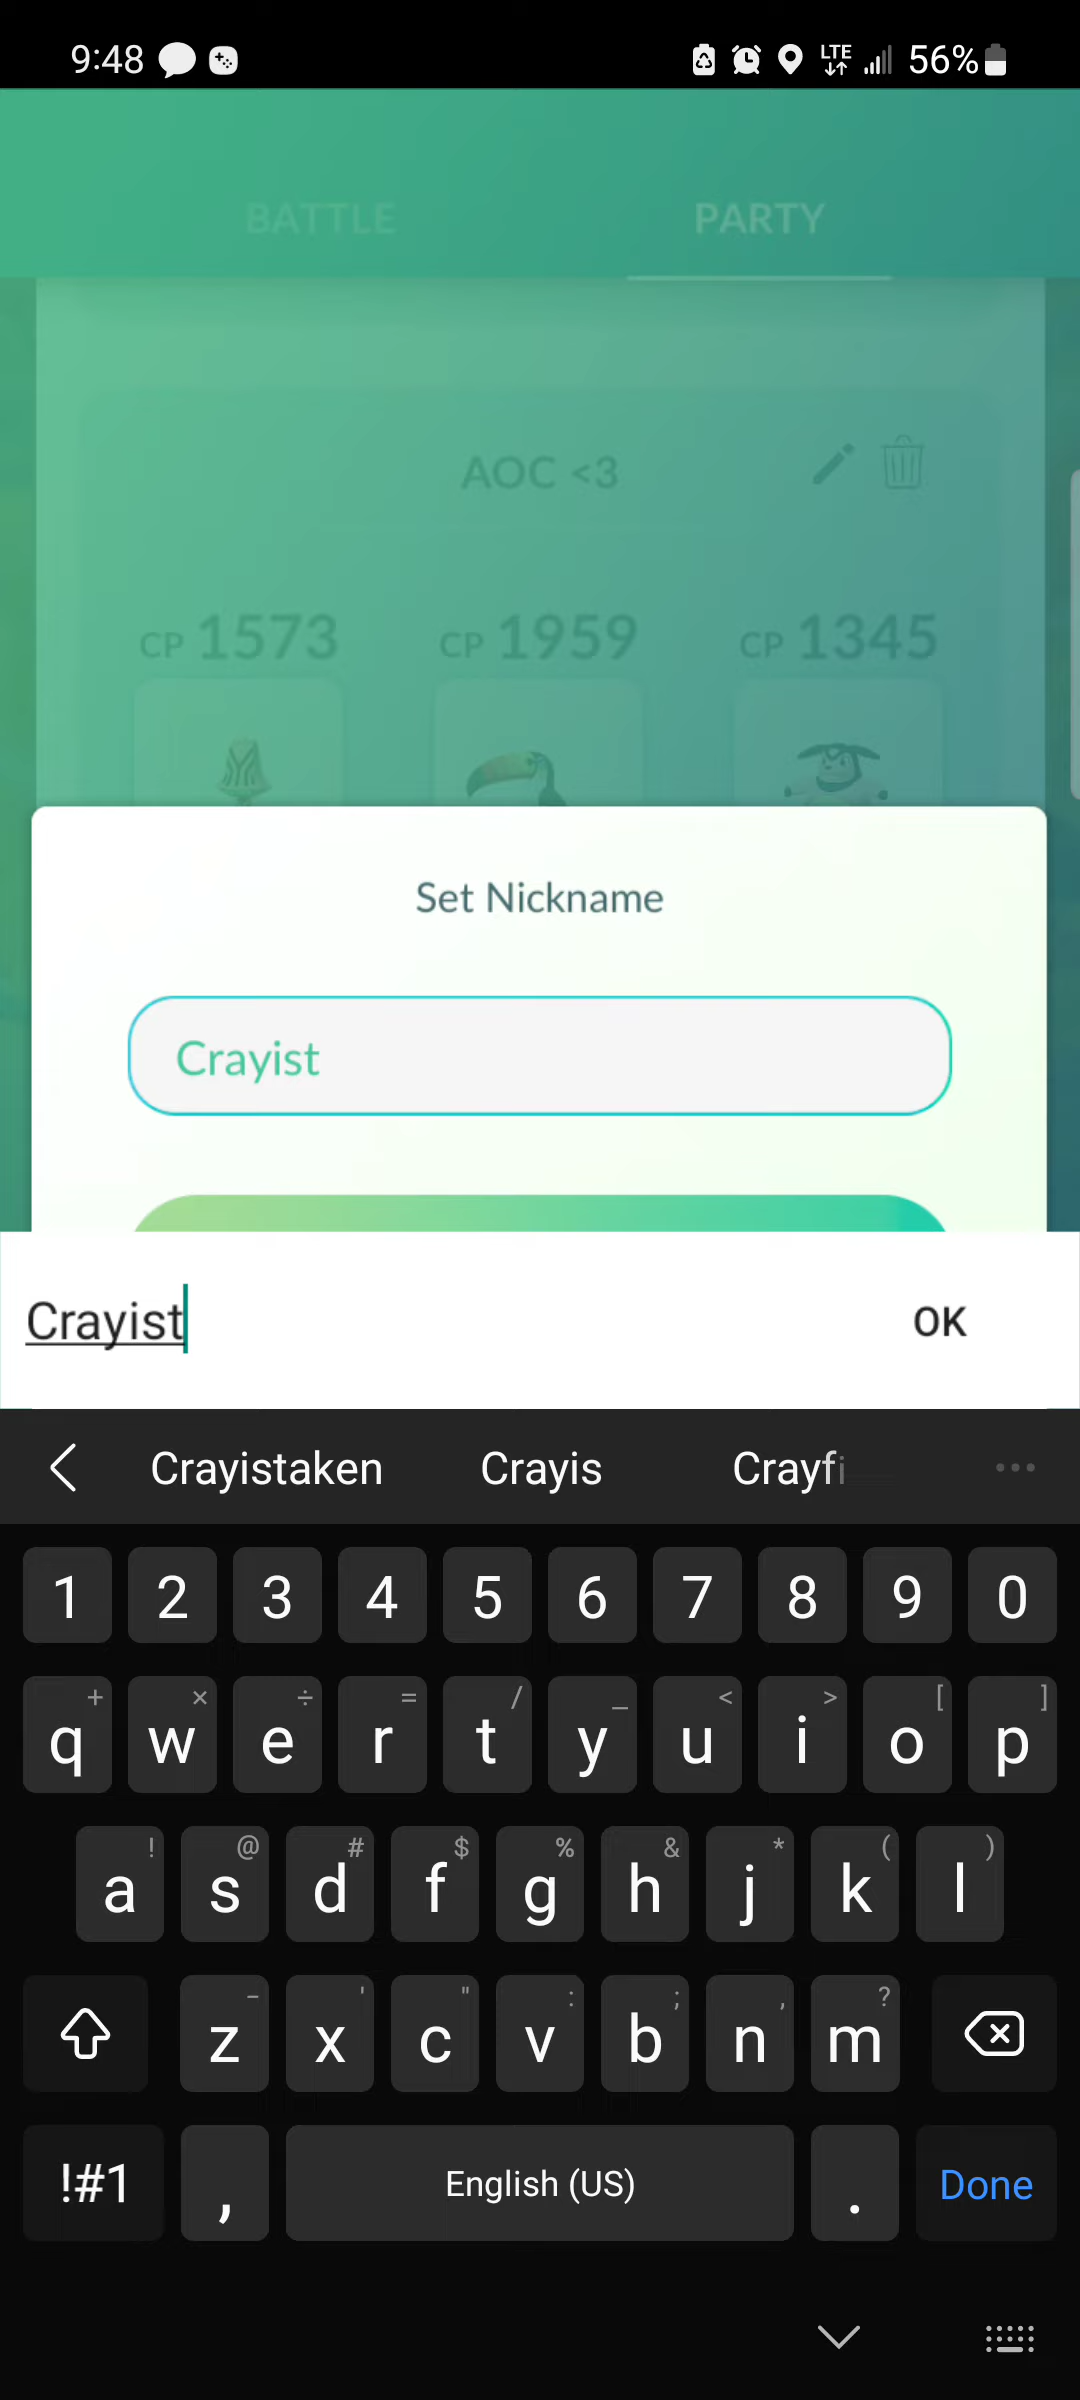 9:48 LTE 56%
BATTLE PARTY
AOC <3
CP 1573 CP 1959 CP 1345
Set Nickname
Crayist
Crayist OK
Crayistaken Crayis Crayfi ...
1 2 3 4 5 6 7 8 9 0
+ × ÷ = / _ < > [ ]
q w e r t y u i o p
! @ # $ % & * ( )
a s d f g h j k l
- ' " : ; , ?
z x c v b n m
!#1 , English (US) . Done